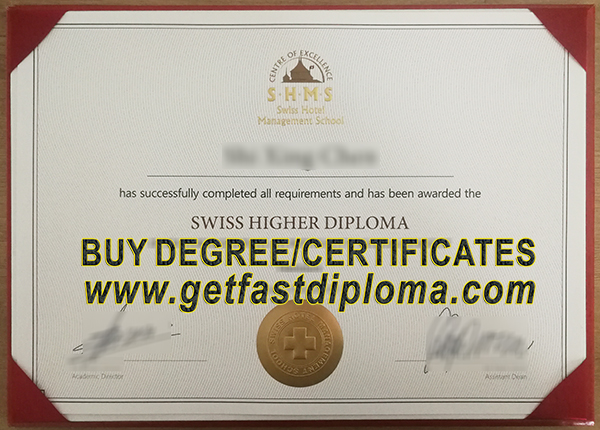 CENTRE OF EXCELLENCE
S·H·M·S
Swiss Hotel
Management School
has successfully completed all requirements and has been awarded the
SWISS HIGHER DIPLOMA
BUY DEGREE/CERTIFICATES
www.getfastdiploma.com
Academic Director
Assistant Dean